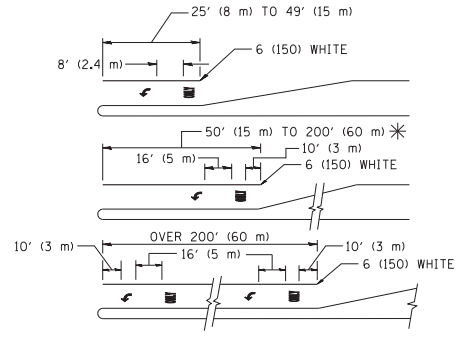 25' (8 m) TO 49' (15 m)
6 (150) WHITE
8' (2.4 m)
50' (15 m) TO 200' (60 m)
10' (3 m)
16' (5 m)
6 (150) WHITE
OVER 200' (60 m)
10' (3 m)
16' (5 m)
10' (3 m)
6 (150) WHITE